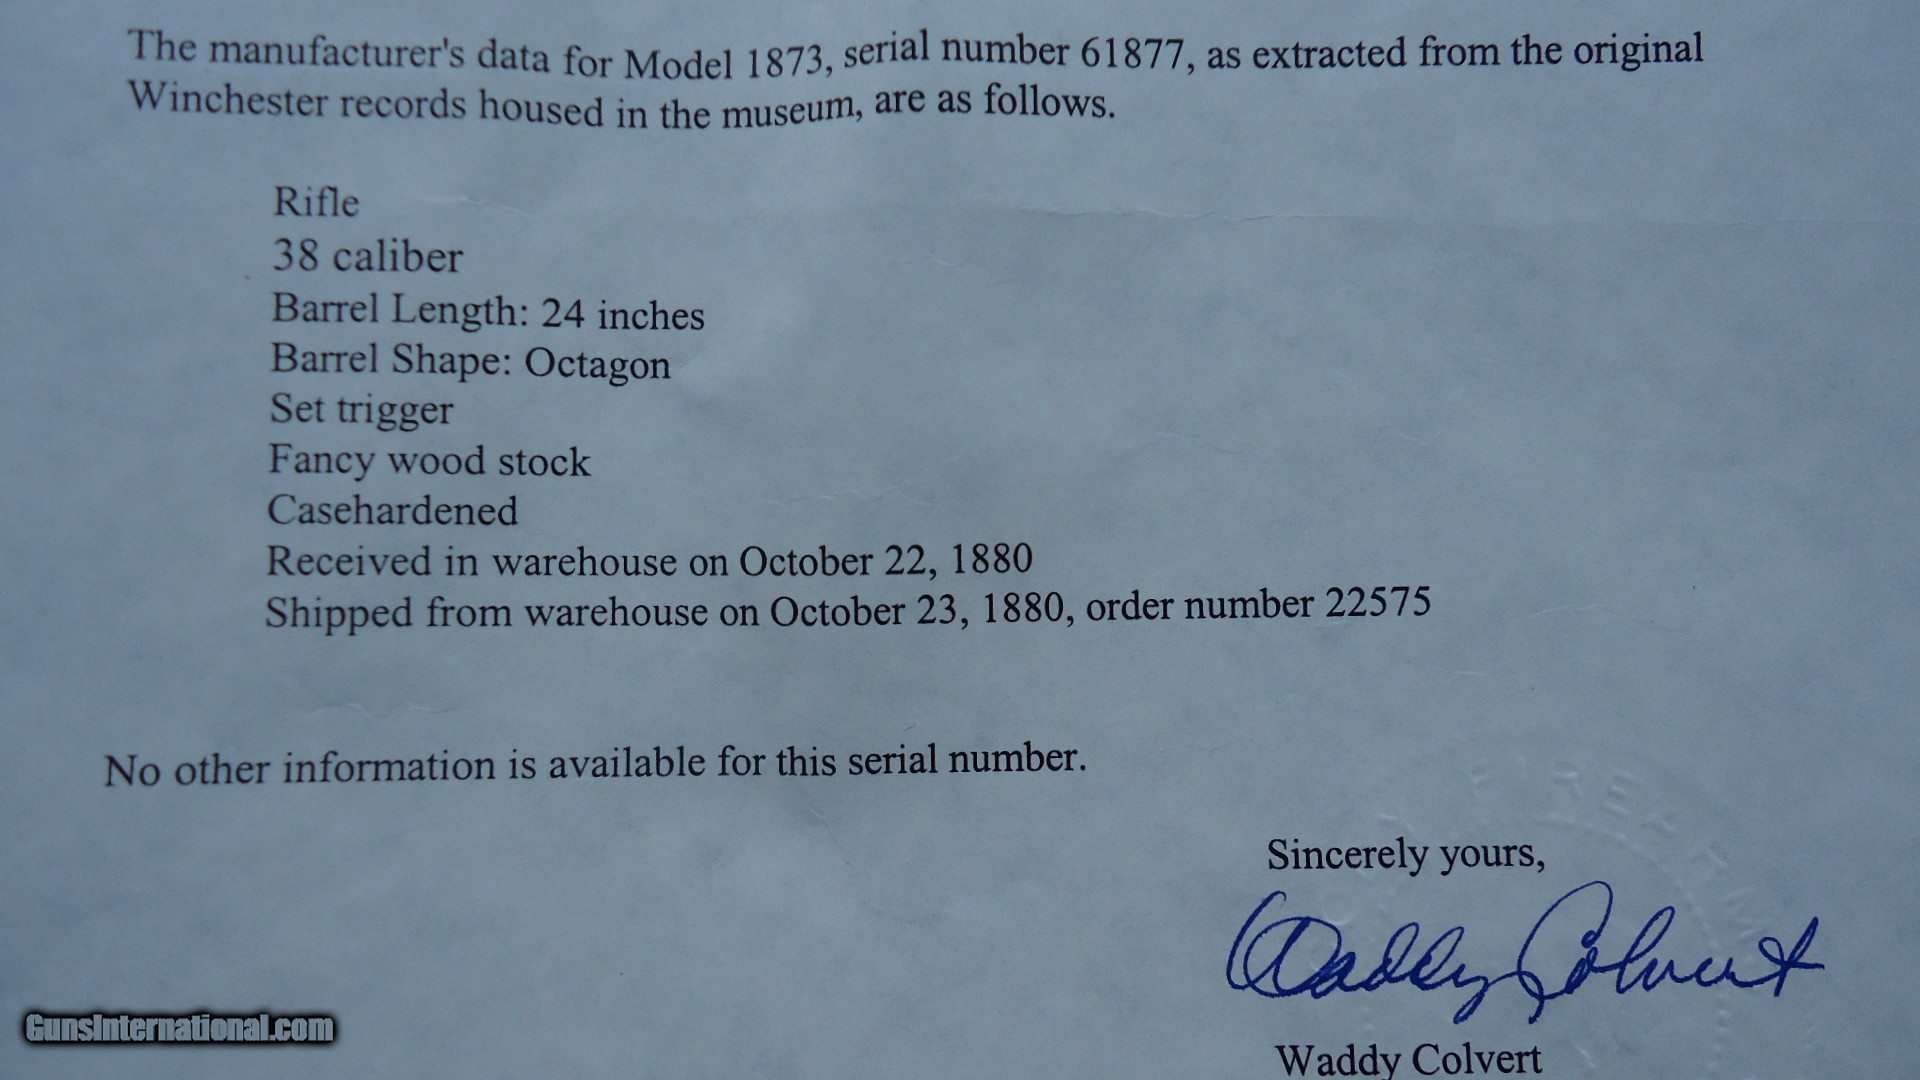 The manufacturer's data for Model 1873, serial number 61877, as extracted from the original
Winchester records housed in the museum, are as follows.
Rifle
38 caliber
Barrel Length: 24 inches
Barrel Shape: Octagon
Set trigger
Fancy wood stock
Casehardened
Received in warehouse on October 22, 1880
Shipped from warehouse on October 23, 1880, order number 22575
No other information is available for this serial number.
Sincerely yours,
Waddy Colvert
Waddy Colvert
GunsInternational.com